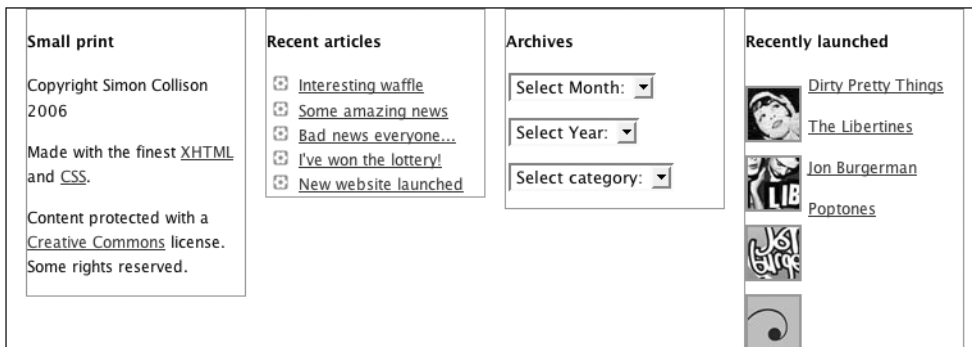 Small print
Copyright Simon Collison
2006
Made with the finest XHTML
and CSS.
Content protected with a
Creative Commons license.
Some rights reserved.
Recent articles
Interesting waffle
Some amazing news
Bad news everyone...
I've won the lottery!
New website launched
Archives
Select Month:
Select Year:
Select category:
Recently launched
Dirty Pretty Things
The Libertines
Jon Burgerman
Poptones
LIB